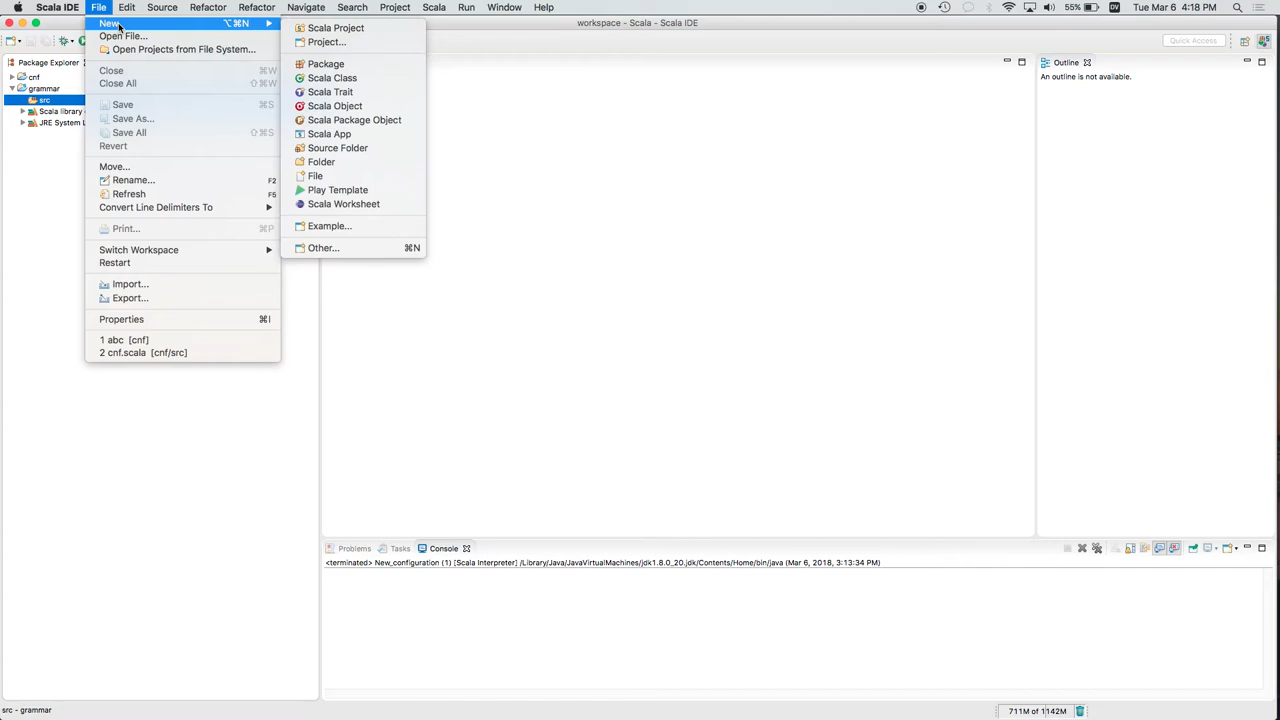 Scala IDE File Edit Source Refactor Refactor Navigate Search Project Scala Run Window Help 55% DV Tue Mar 6 4:18 PM
workspace - Scala - Scala IDE
Quick Access
Package Explorer
cnf
grammar
src
Scala library
JRE System L
New ⌥⌘N
Open File...
Open Projects from File System...
Close ⌘W
Close All ⇧⌘W
Save ⌘S
Save As...
Save All ⇧⌘S
Revert
Move...
Rename... F2
Refresh F5
Convert Line Delimiters To
Print... ⌘P
Switch Workspace
Restart
Import...
Export...
Properties ⌘I
1 abc [cnf]
2 cnf.scala [cnf/src]
Scala Project
Project...
Package
Scala Class
Scala Trait
Scala Object
Scala Package Object
Scala App
Source Folder
Folder
File
Play Template
Scala Worksheet
Example...
Other... ⌘N
Outline
An outline is not available.
Problems Tasks Console
<terminated> New_configuration (1) [Scala Interpreter] /Library/Java/JavaVirtualMachines/jdk1.8.0_20.jdk/Contents/Home/bin/java (Mar 6, 2018, 3:13:34 PM)
src - grammar
711M of 1142M